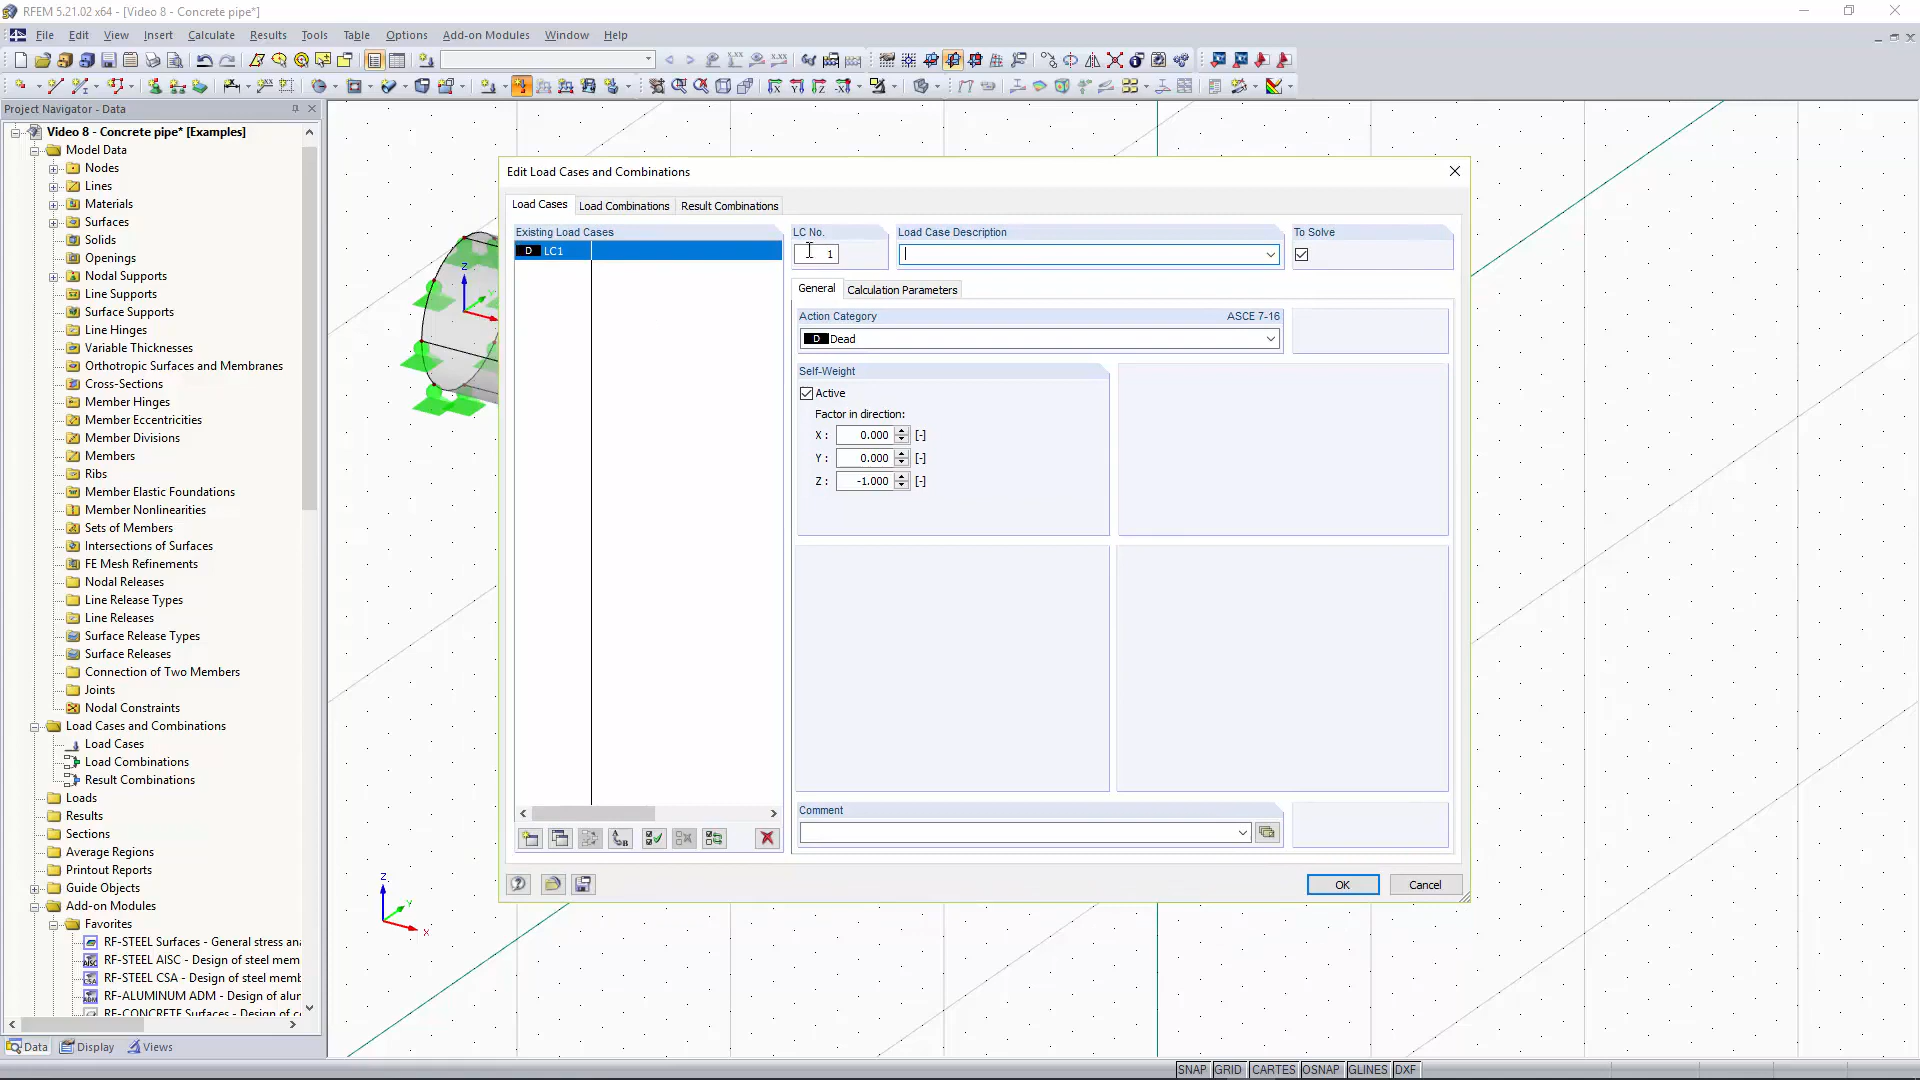 RFEM 5.21.02 x64 - [Video 8 - Concrete pipe*]
File Edit View Insert Calculate Results Tools Table Options Add-on Modules Window Help
Project Navigator - Data
Video 8 - Concrete pipe* [Examples]
Model Data
Nodes
Lines
Materials
Surfaces
Solids
Openings
Nodal Supports
Line Supports
Surface Supports
Line Hinges
Variable Thicknesses
Orthotropic Surfaces and Membranes
Cross-Sections
Member Hinges
Member Eccentricities
Member Divisions
Members
Ribs
Member Elastic Foundations
Member Nonlinearities
Sets of Members
Intersections of Surfaces
FE Mesh Refinements
Nodal Releases
Line Release Types
Line Releases
Surface Release Types
Surface Releases
Connection of Two Members
Joints
Nodal Constraints
Load Cases and Combinations
Load Cases
Load Combinations
Result Combinations
Loads
Results
Sections
Average Regions
Printout Reports
Guide Objects
Add-on Modules
Favorites
RF-STEEL Surfaces - General stress ana
RF-STEEL AISC - Design of steel mem
RF-STEEL CSA - Design of steel memb
RF-ALUMINUM ADM - Design of alur
RF-CONCRETE Surfaces - Design of c
Data Display Views
Z
Z
Y
X
Edit Load Cases and Combinations
Load Cases Load Combinations Result Combinations
Existing Load Cases
D LC1
LC No.
1
Load Case Description
To Solve
General Calculation Parameters
Action Category ASCE 7-16
D Dead
Self-Weight
Active
Factor in direction:
X : 0.000 [-]
Y : 0.000 [-]
Z : -1.000 [-]
Comment
OK Cancel
SNAP GRID CARTES OSNAP GLINES DXF